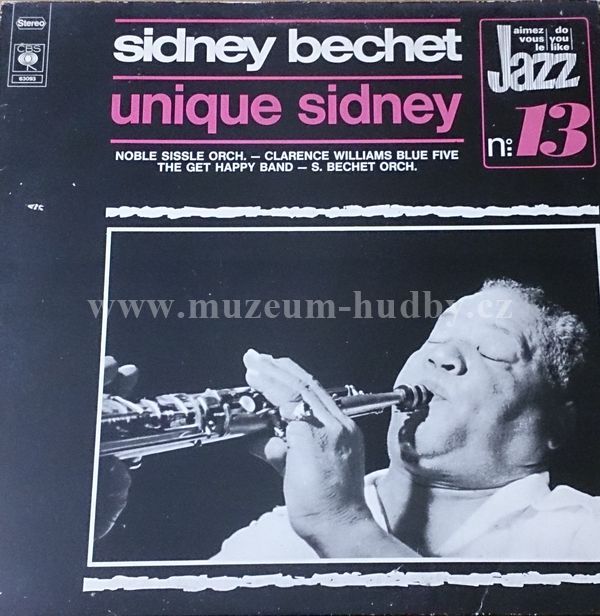 Stereo
CBS
63093
sidney bechet
unique sidney
NOBLE SISSLE ORCH. – CLARENCE WILLIAMS BLUE FIVE
THE GET HAPPY BAND – S. BECHET ORCH.
aimez do
vous you
le like
Jazz
n° 13
www.muzeum-hudby.cz